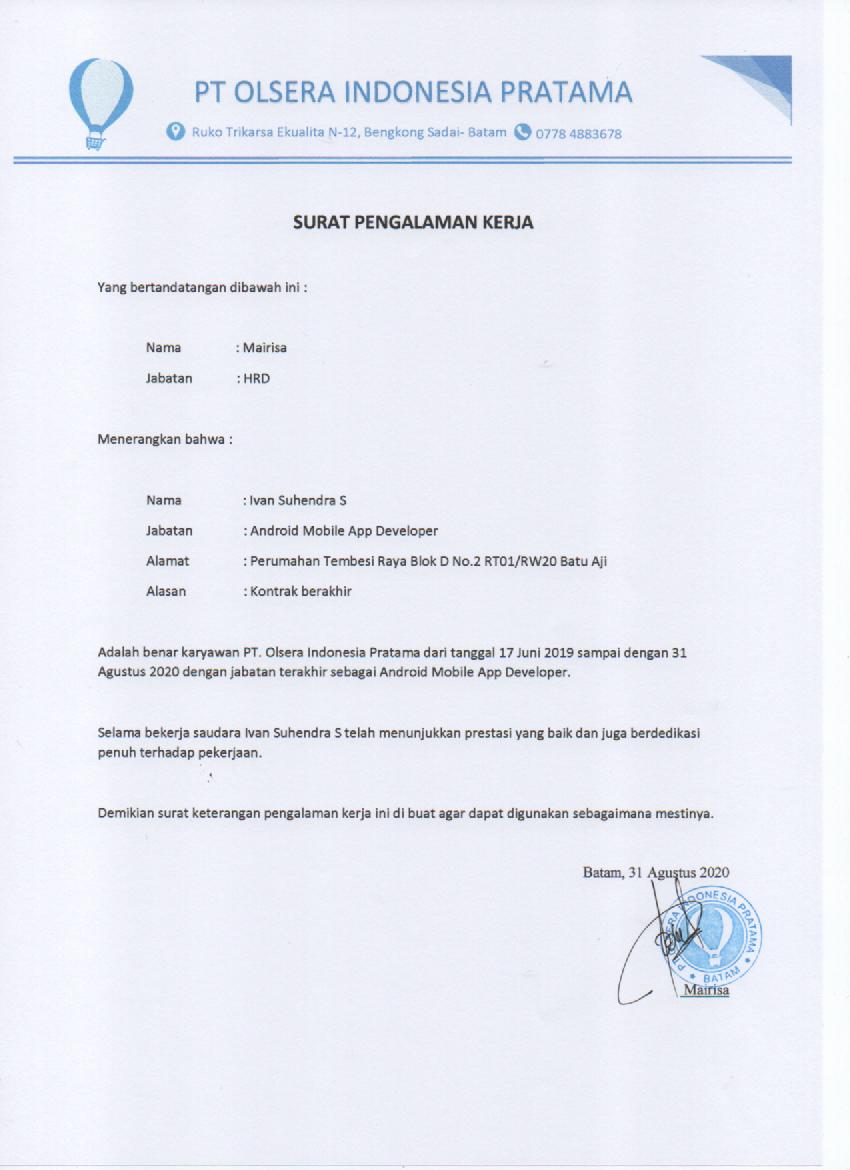 PT OLSERA INDONESIA PRATAMA
Ruko Trikarsa Ekualita N-12, Bengkong Sadai- Batam 0778 4883678
SURAT PENGALAMAN KERJA
Yang bertandatangan dibawah ini :
Nama : Mairisa
Jabatan : HRD
Menerangkan bahwa :
Nama : Ivan Suhendra S
Jabatan : Android Mobile App Developer
Alamat : Perumahan Tembesi Raya Blok D No.2 RT01/RW20 Batu Aji
Alasan : Kontrak berakhir
Adalah benar karyawan PT. Olsera Indonesia Pratama dari tanggal 17 Juni 2019 sampai dengan 31
Agustus 2020 dengan jabatan terakhir sebagai Android Mobile App Developer.
Selama bekerja saudara Ivan Suhendra S telah menunjukkan prestasi yang baik dan juga berdedikasi
penuh terhadap pekerjaan.
Demikian surat keterangan pengalaman kerja ini di buat agar dapat digunakan sebagaimana mestinya.
Batam, 31 Agustus 2020
PT OLSERA INDONESIA PRATAMA
★ BATAM ★
Mairisa